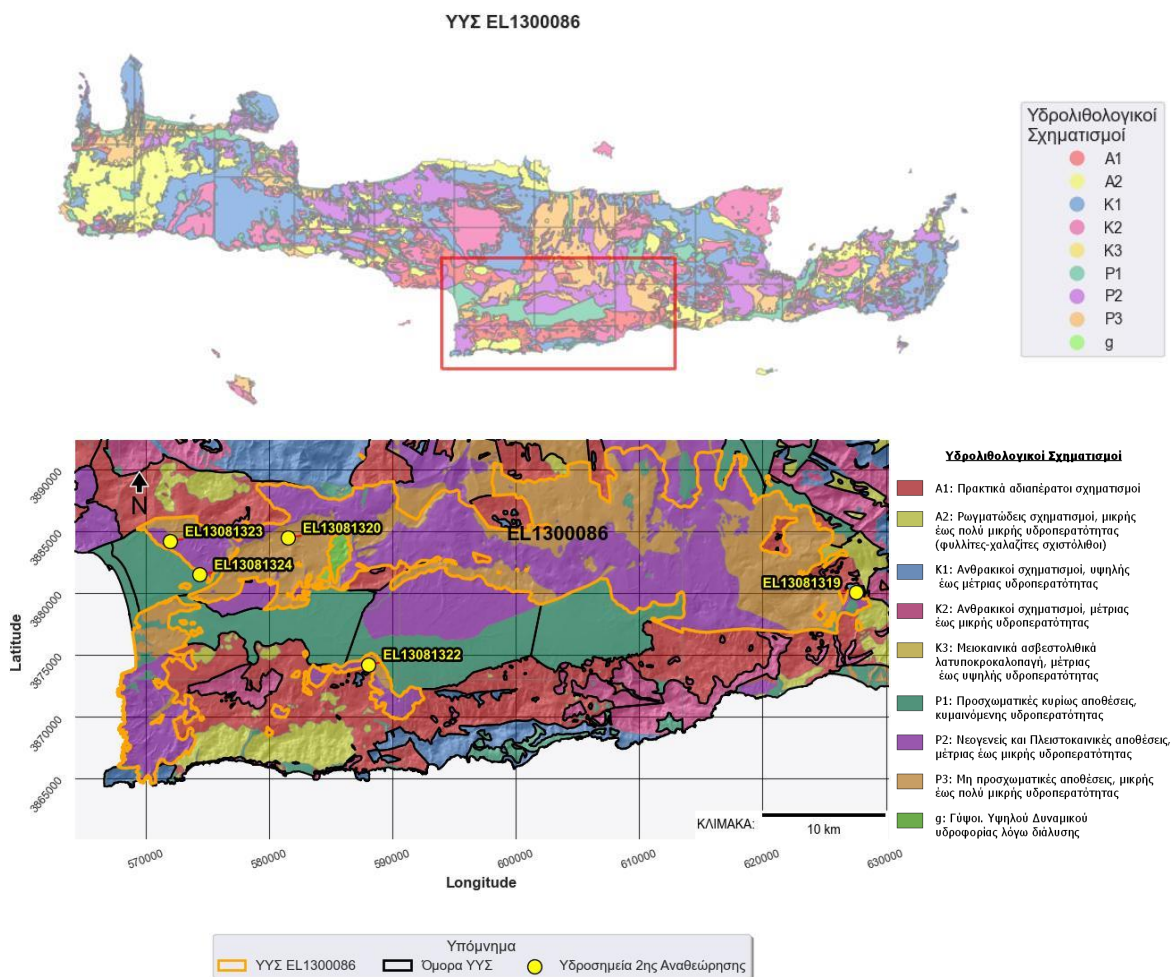 ΥΥΣ EL1300086
Υδρολιθολογικοί
Σχηματισμοί
A1
A2
K1
K2
K3
P1
P2
P3
g
3890000
3885000
3880000
3875000
3870000
3865000
Latitude
N
EL13081323
EL13081320
EL13081324
EL1300086
EL13081319
EL13081322
ΚΛΙΜΑΚΑ:
10 km
570000
580000
590000
600000
610000
620000
630000
Longitude
Υδρολιθολογικοί Σχηματισμοί
A1: Πρακτικά αδιαπέρατοι σχηματισμοί
A2: Ρωγματώδεις σχηματισμοί, μικρής
έως πολύ μικρής υδροπερατότητας
(φυλλίτες-χαλαζίτες σχιστόλιθοι)
K1: Ανθρακικοί σχηματισμοί, υψηλής
έως μέτριας υδροπερατότητας
K2: Ανθρακικοί σχηματισμοί, μέτριας
έως μικρής υδροπερατότητας
K3: Μειοκαινικά ασβεστολιθικά
λατυποκροκαλοπαγή, μέτριας
έως υψηλής υδροπερατότητας
P1: Προσχωματικές κυρίως αποθέσεις,
κυμαινόμενης υδροπερατότητας
P2: Νεογενείς και Πλειστοκαινικές αποθέσεις,
μέτριας έως μικρής υδροπερατότητας
P3: Μη προσχωματικές αποθέσεις, μικρής
έως πολύ μικρής υδροπερατότητας
g: Γύψοι. Υψηλού Δυναμικού
υδροφορίας λόγω διάλυσης
Υπόμνημα
ΥΥΣ EL1300086
Όμορα ΥΥΣ
Υδροσημεία 2ης Αναθεώρησης